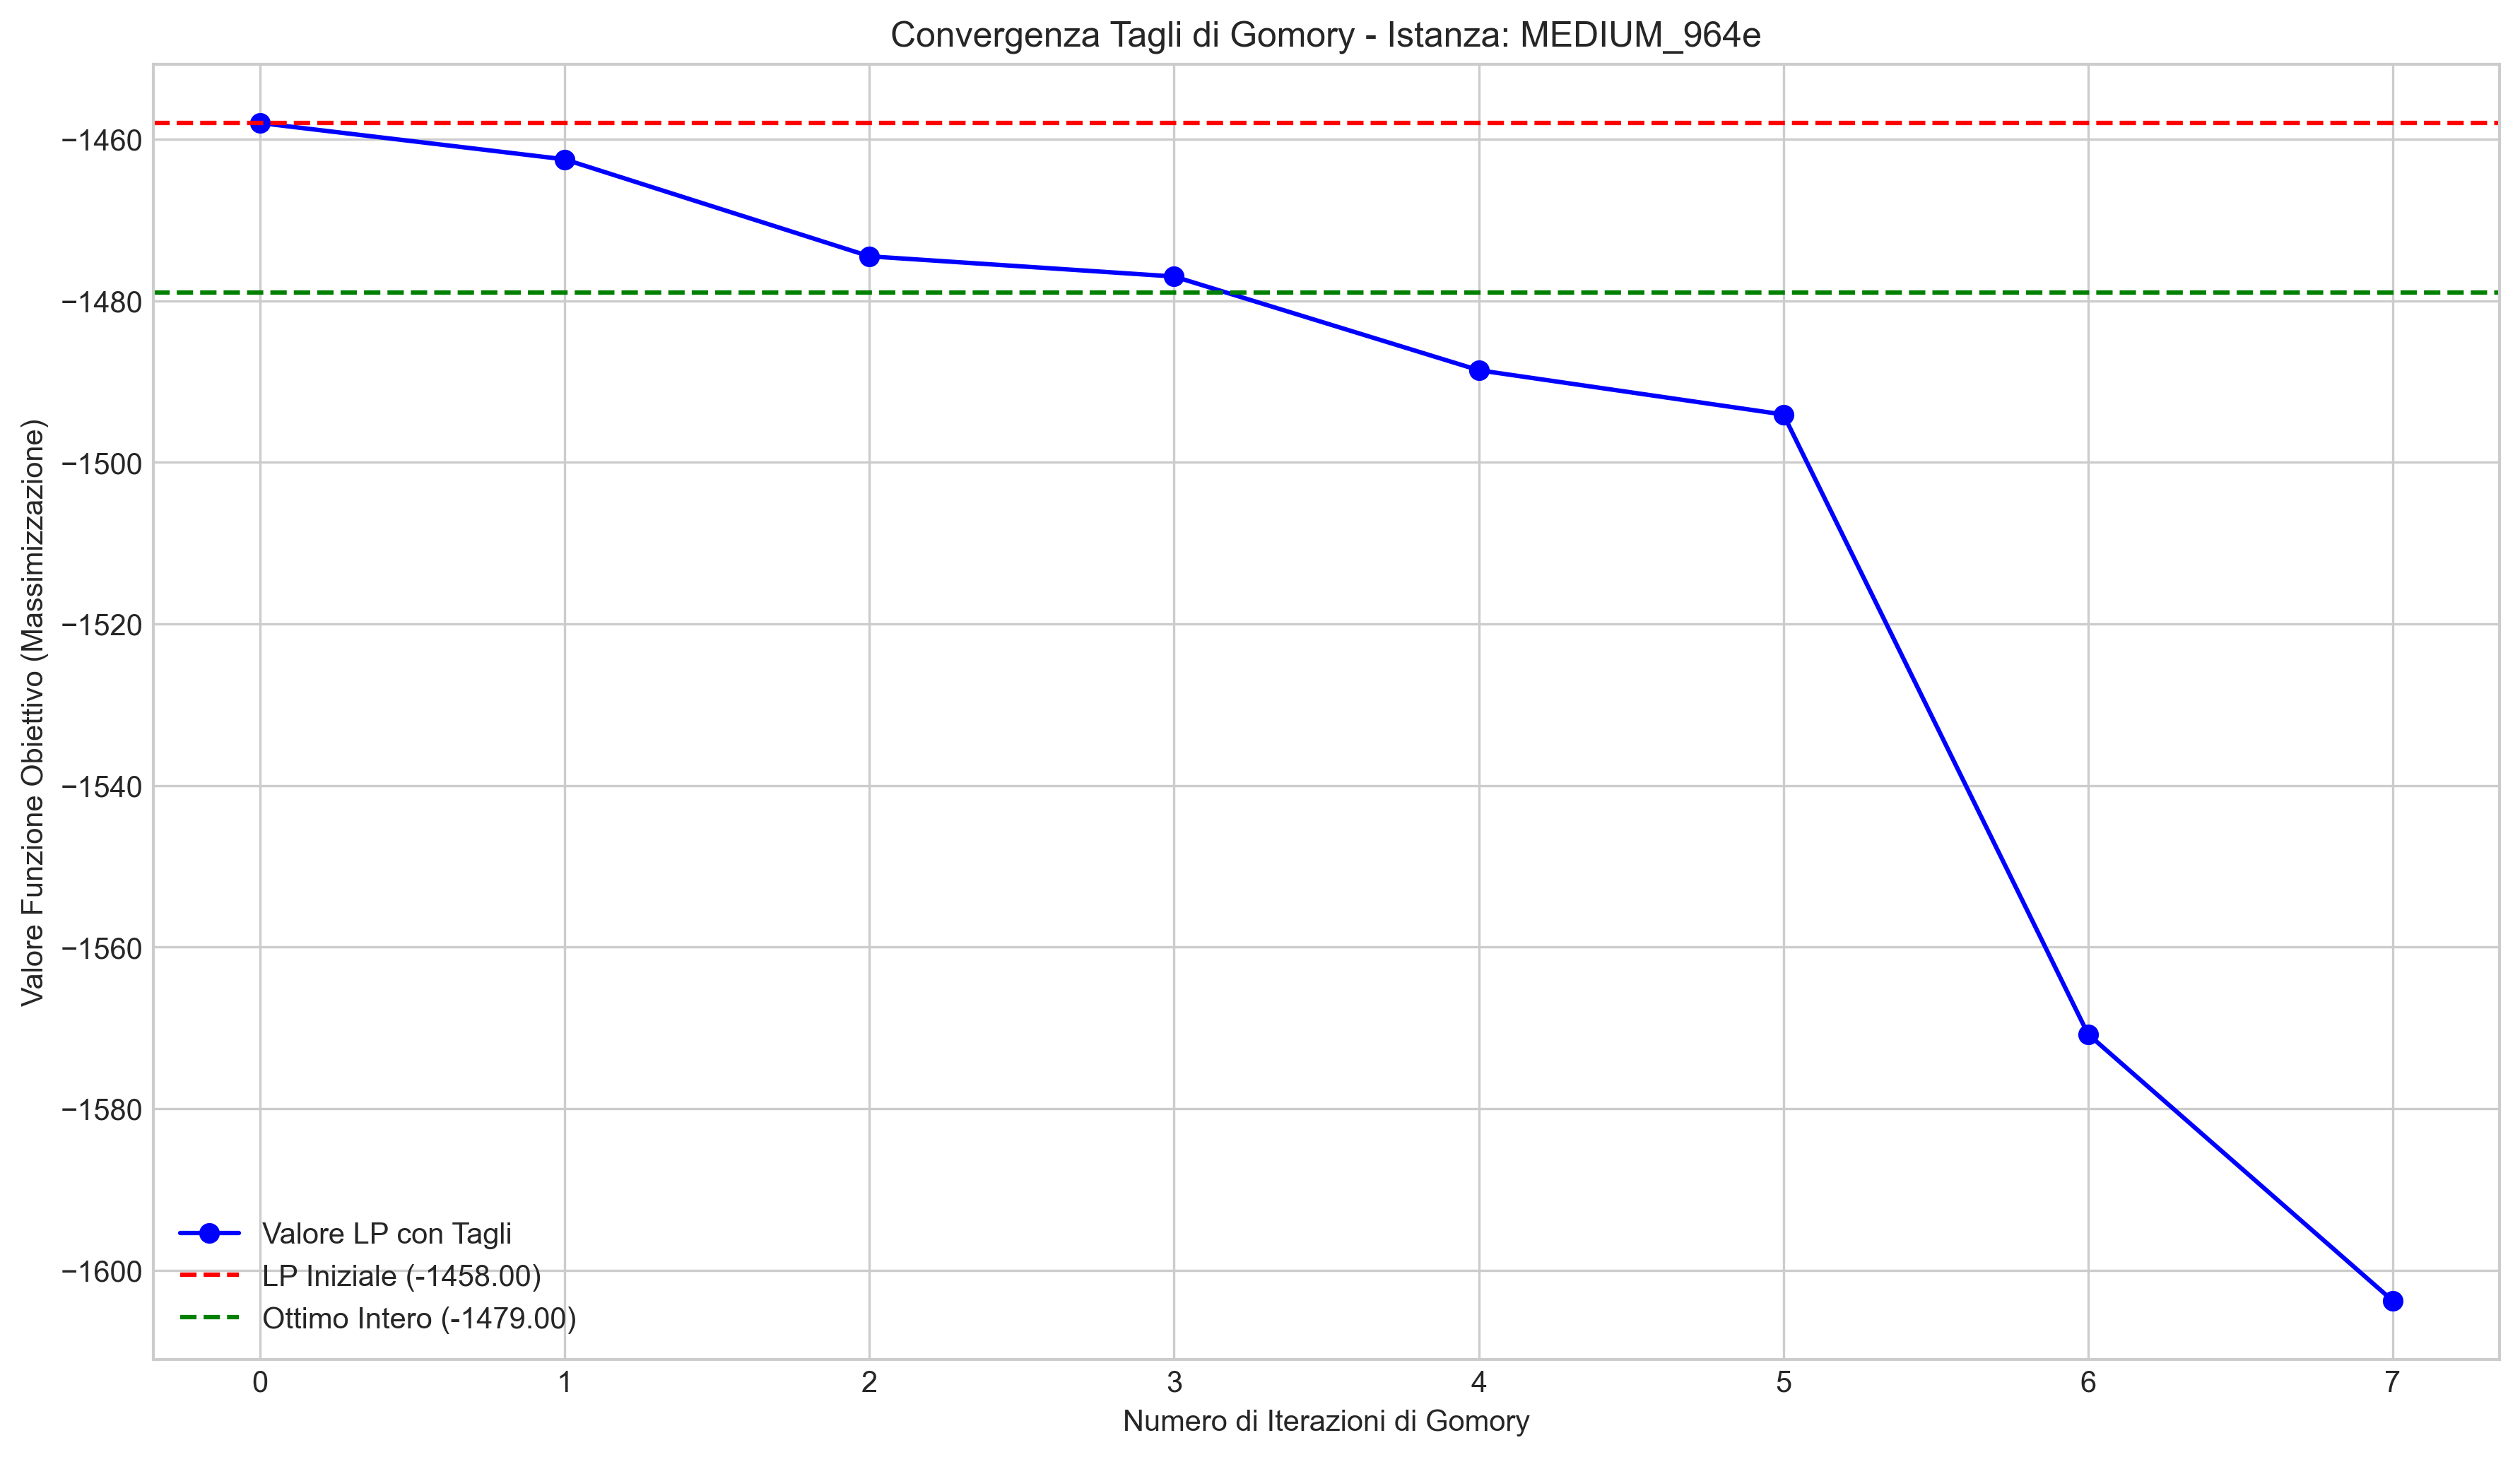 Convergenza Tagli di Gomory - Istanza: MEDIUM_964e
Valore Funzione Obiettivo (Massimizzazione)
−1460
−1480
−1500
−1520
−1540
−1560
−1580
−1600
Valore LP con Tagli
LP Iniziale (-1458.00)
Ottimo Intero (-1479.00)
0 1 2 3 4 5 6 7
Numero di Iterazioni di Gomory